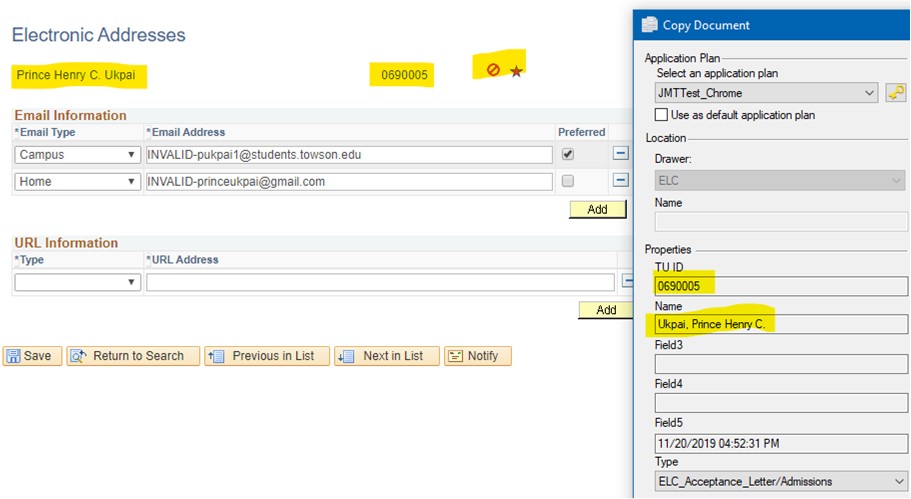 Electronic Addresses
Prince Henry C. Ukpai 0690005
Email Information
*Email Type *Email Address Preferred
Campus INVALID-pukpai1@students.towson.edu
Home INVALID-princeukpai@gmail.com
Add
URL Information
*Type *URL Address
Add
Save Return to Search Previous in List Next in List Notify
Copy Document
Application Plan
Select an application plan
JMTTest_Chrome
Use as default application plan
Location
Drawer:
ELC
Name
Properties
TU ID
0690005
Name
Ukpai, Prince Henry C.
Field3
Field4
Field5
11/20/2019 04:52:31 PM
Type
ELC_Acceptance_Letter/Admissions